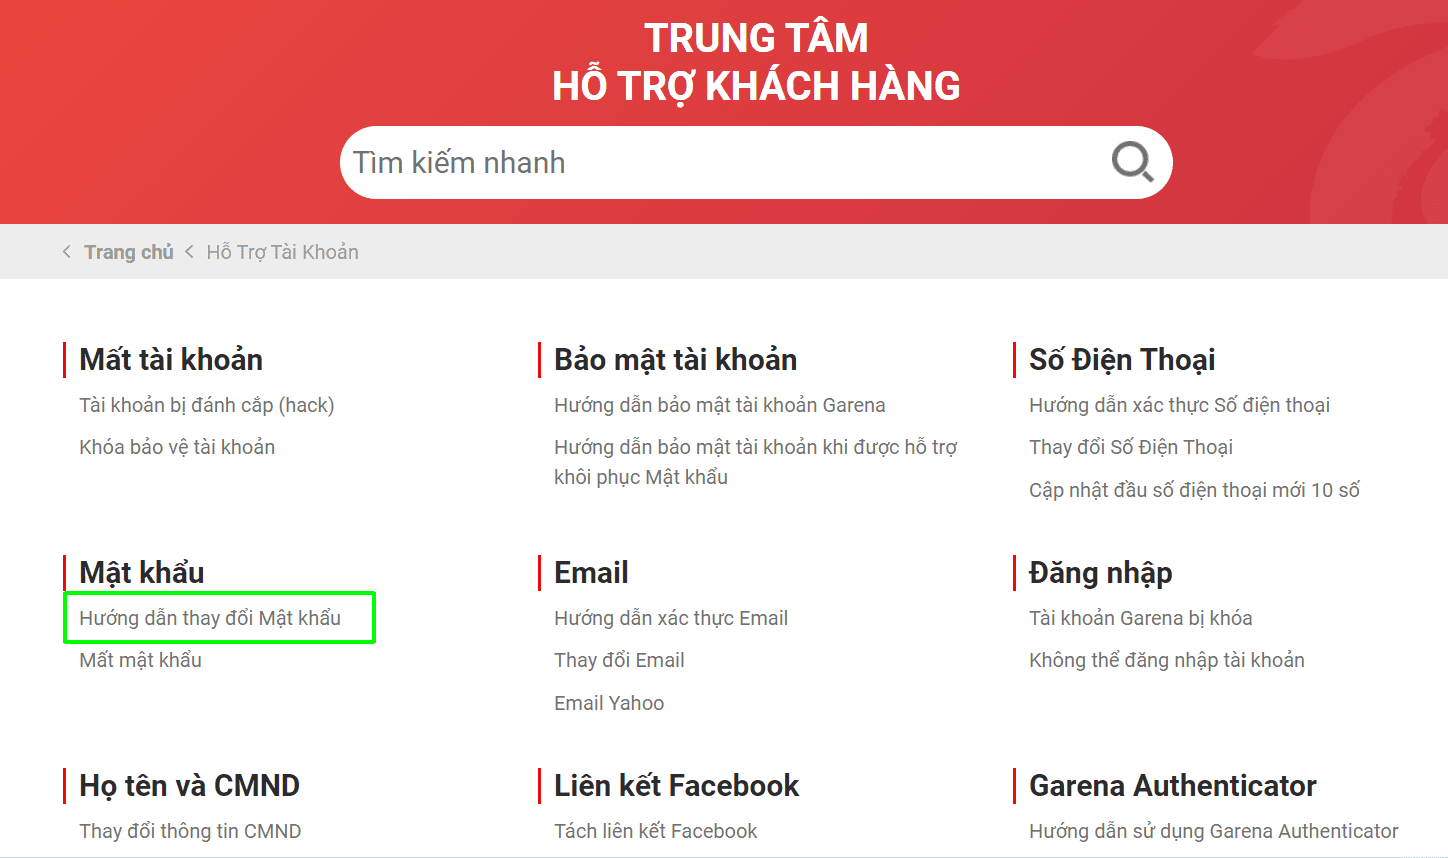 TRUNG TÂM
HỖ TRỢ KHÁCH HÀNG
Tìm kiếm nhanh
Trang chủ
Hỗ Trợ Tài Khoản
Mất tài khoản
Tài khoản bị đánh cắp (hack)
Khóa bảo vệ tài khoản
Bảo mật tài khoản
Hướng dẫn bảo mật tài khoản Garena
Hướng dẫn bảo mật tài khoản khi được hỗ trợ
khôi phục Mật khẩu
Số Điện Thoại
Hướng dẫn xác thực Số điện thoại
Thay đổi Số Điện Thoại
Cập nhật đầu số điện thoại mới 10 số
Mật khẩu
Hướng dẫn thay đổi Mật khẩu
Mất mật khẩu
Email
Hướng dẫn xác thực Email
Thay đổi Email
Email Yahoo
Đăng nhập
Tài khoản Garena bị khóa
Không thể đăng nhập tài khoản
Họ tên và CMND
Thay đổi thông tin CMND
Liên kết Facebook
Tách liên kết Facebook
Garena Authenticator
Hướng dẫn sử dụng Garena Authenticator